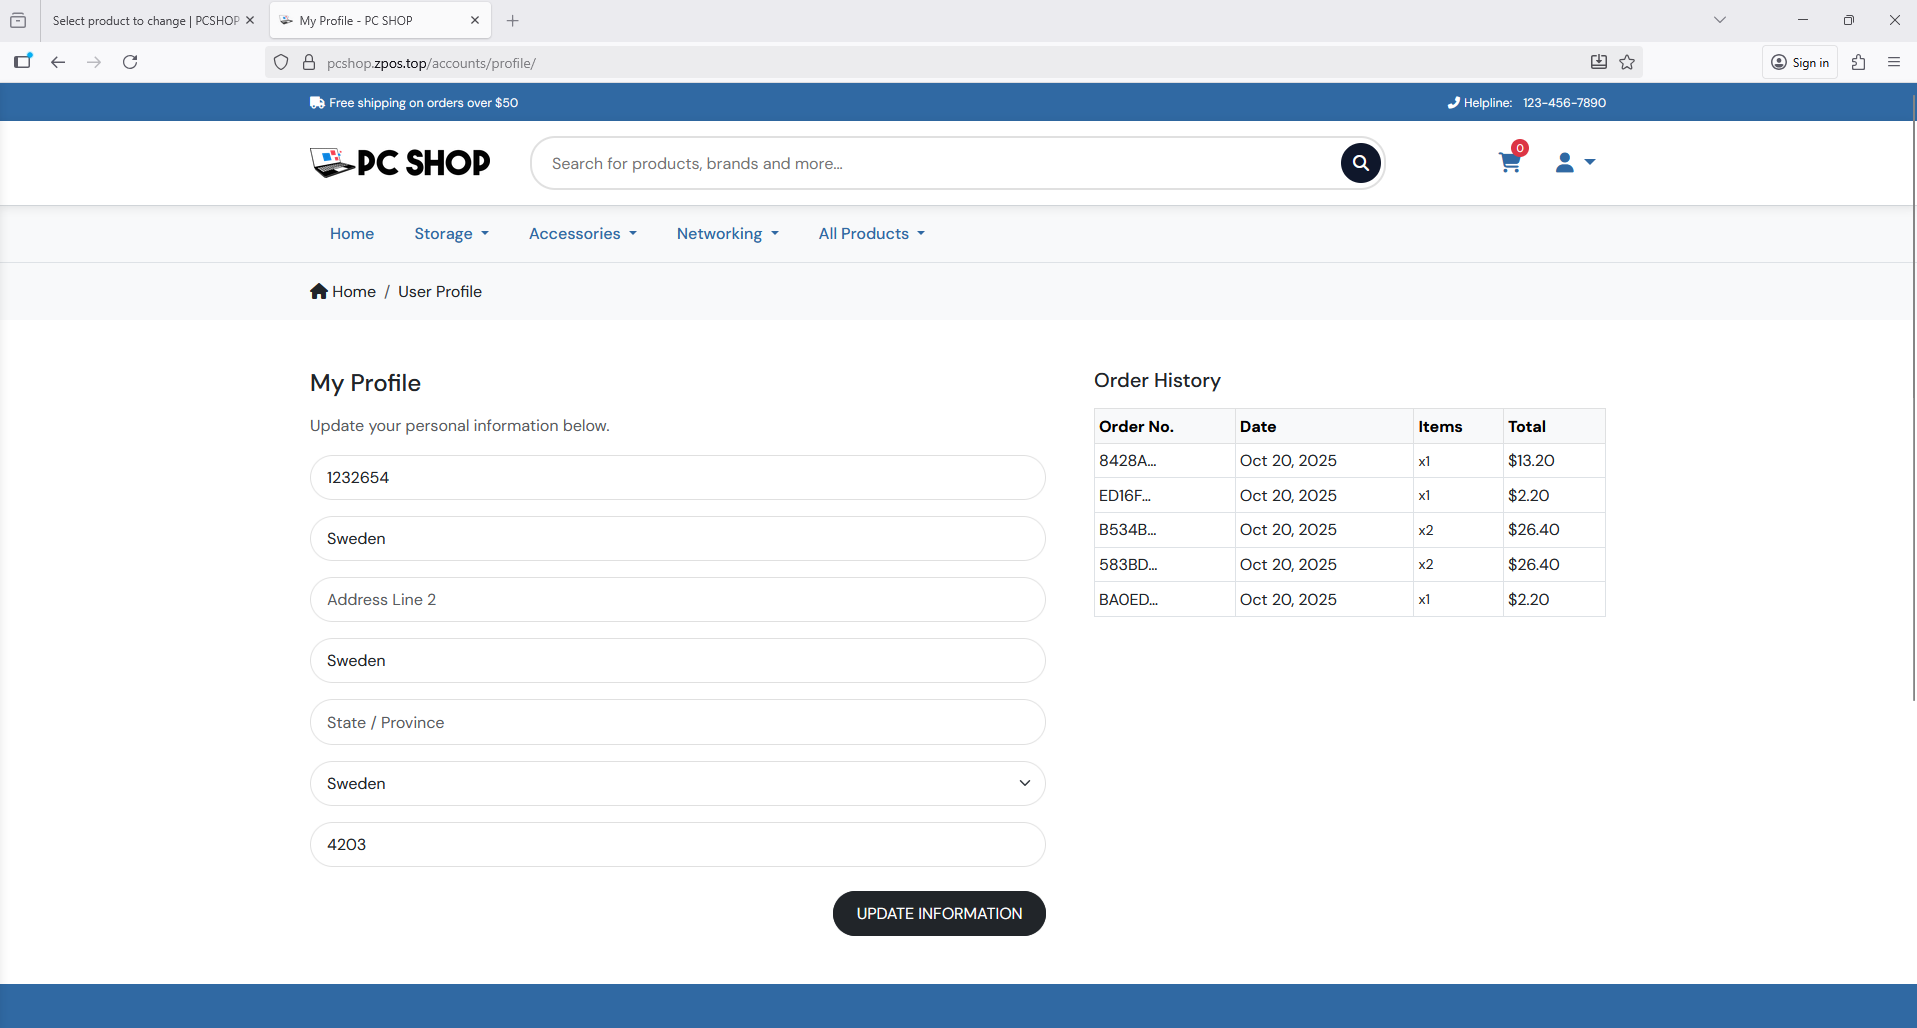 Select product to change | PCSHOP
My Profile - PC SHOP
pcshop.zpos.top/accounts/profile/
Sign in
Free shipping on orders over $50
Helpline: 123-456-7890
PC SHOP
Search for products, brands and more...
0
Home
Storage
Accessories
Networking
All Products
Home / User Profile
My Profile
Update your personal information below.
1232654
Sweden
Address Line 2
Sweden
State / Province
Sweden
4203
UPDATE INFORMATION
Order History
Order No. Date Items Total
8428A... Oct 20, 2025 x1 $13.20
ED16F... Oct 20, 2025 x1 $2.20
B534B... Oct 20, 2025 x2 $26.40
583BD... Oct 20, 2025 x2 $26.40
BA0ED... Oct 20, 2025 x1 $2.20